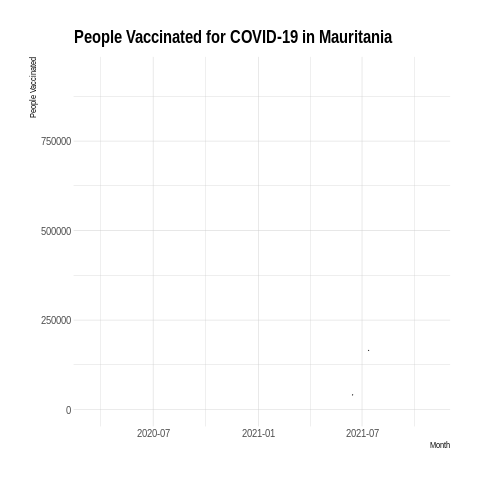 People Vaccinated for COVID-19 in Mauritania
People Vaccinated
750000
500000
250000
0
2020-07
2021-01
2021-07
Month